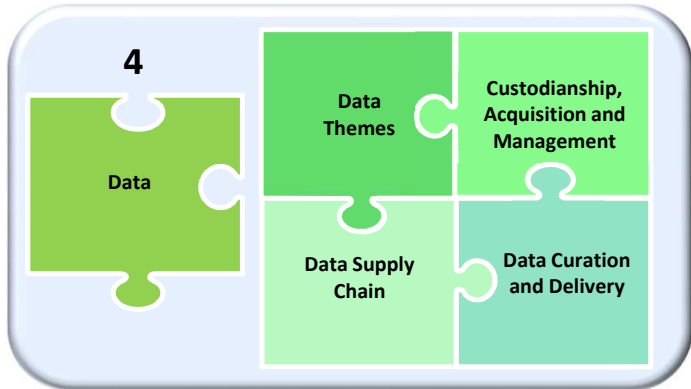 4
Data
Data
Themes
Custodianship,
Acquisition and
Management
Data Supply
Chain
Data Curation
and Delivery